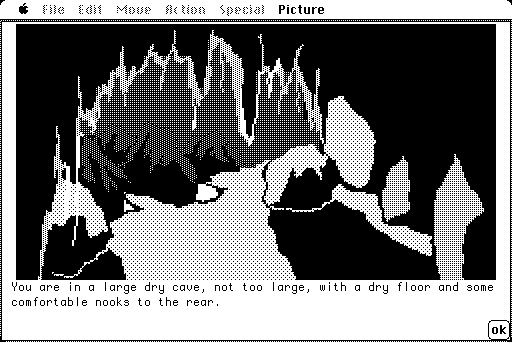 File Edit Move Action Special Picture
You are in a large dry cave, not too large, with a dry floor and some
comfortable nooks to the rear.
ok